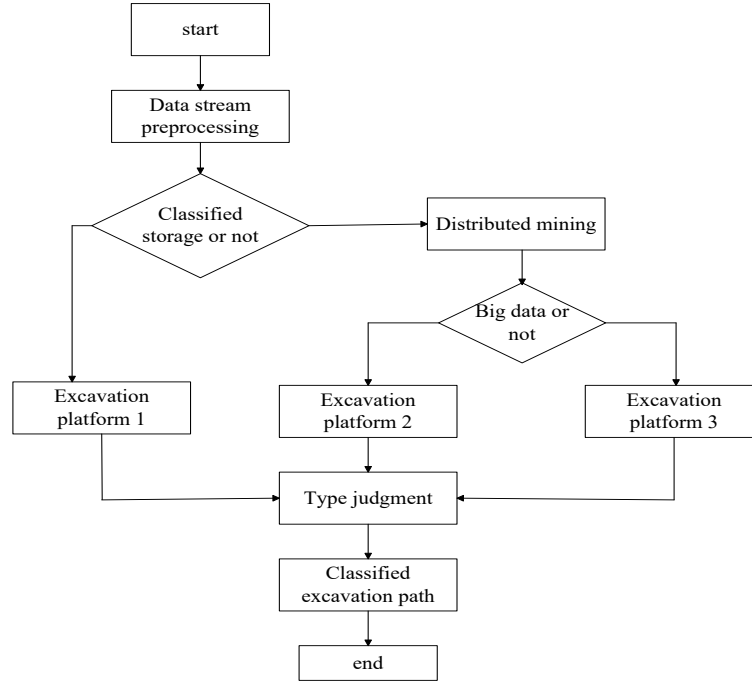 start
Data stream
preprocessing
Classified
storage or not
Distributed mining
Big data or
not
Excavation
platform 1
Excavation
platform 2
Excavation
platform 3
Type judgment
Classified
excavation path
end